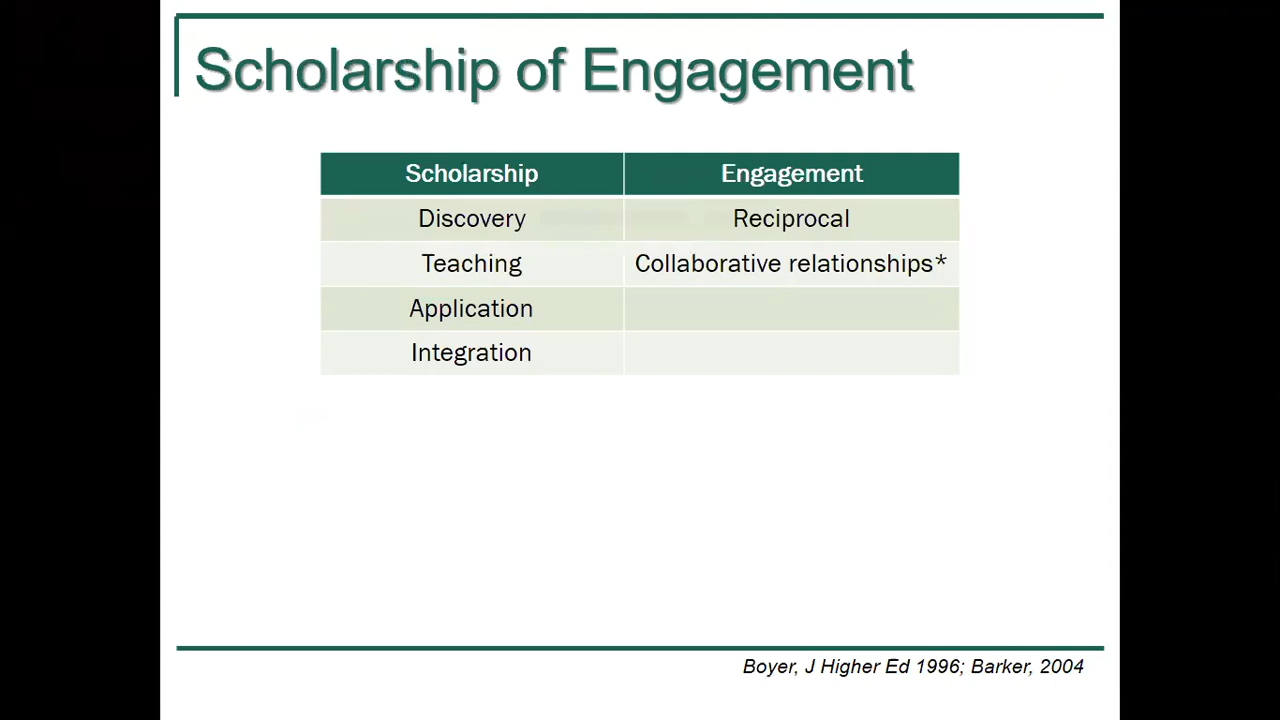 Scholarship of Engagement
Scholarship Engagement
Discovery Reciprocal
Teaching Collaborative relationships*
Application
Integration
Boyer, J Higher Ed 1996; Barker, 2004